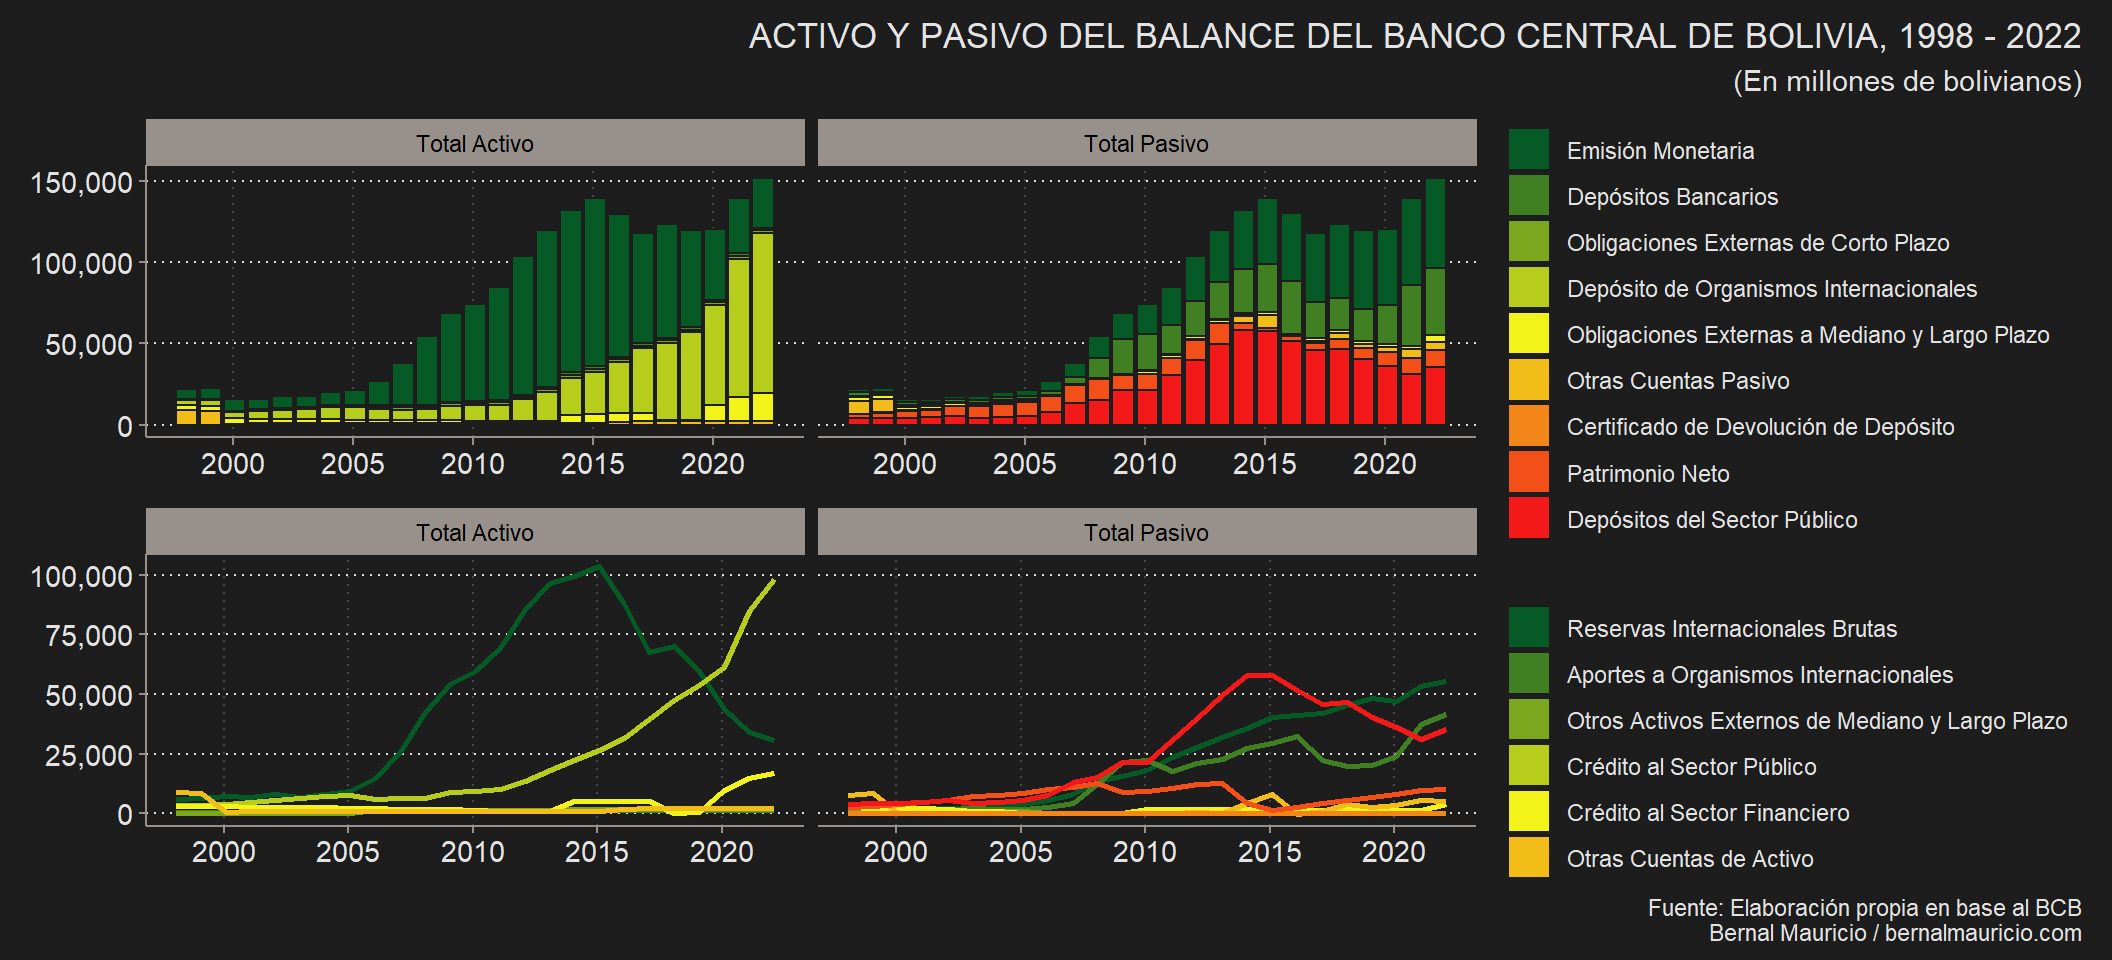 ACTIVO Y PASIVO DEL BALANCE DEL BANCO CENTRAL DE BOLIVIA, 1998 - 2022
(En millones de bolivianos)
Total Activo
150,000
100,000
50,000
0
2000 2005 2010 2015 2020
Total Pasivo
2000 2005 2010 2015 2020
Total Activo
100,000
75,000
50,000
25,000
0
2000 2005 2010 2015 2020
Total Pasivo
2000 2005 2010 2015 2020
Emisión Monetaria
Depósitos Bancarios
Obligaciones Externas de Corto Plazo
Depósito de Organismos Internacionales
Obligaciones Externas a Mediano y Largo Plazo
Otras Cuentas Pasivo
Certificado de Devolución de Depósito
Patrimonio Neto
Depósitos del Sector Público
Reservas Internacionales Brutas
Aportes a Organismos Internacionales
Otros Activos Externos de Mediano y Largo Plazo
Crédito al Sector Público
Crédito al Sector Financiero
Otras Cuentas de Activo
Fuente: Elaboración propia en base al BCB
Bernal Mauricio / bernalmauricio.com